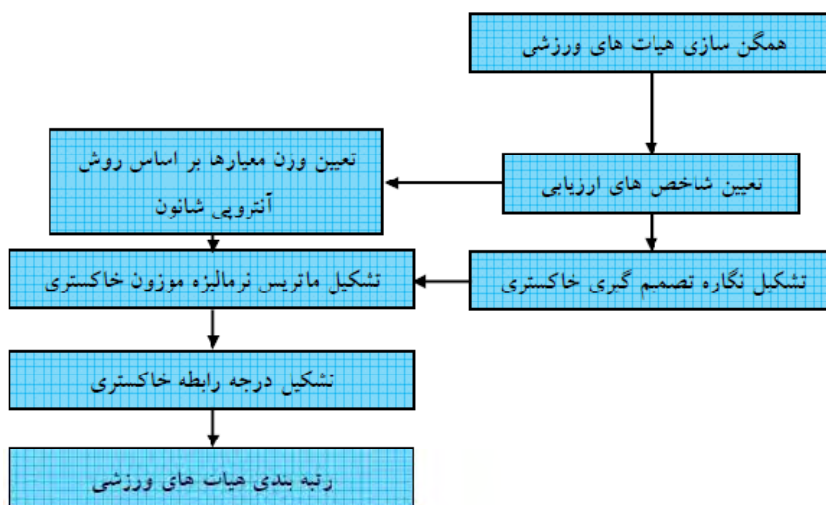 همگن سازی هیات های ورزشی
تعیین وزن معیارها بر اساس روش
آنتروپی شانون
تعیین شاخص های ارزیابی
تشکیل ماتریس نرمالیزه موزون خاکستری
تشکیل نگاره تصمیم گیری خاکستری
تشکیل درجه رابطه خاکستری
رتبه بندی هیات های ورزشی